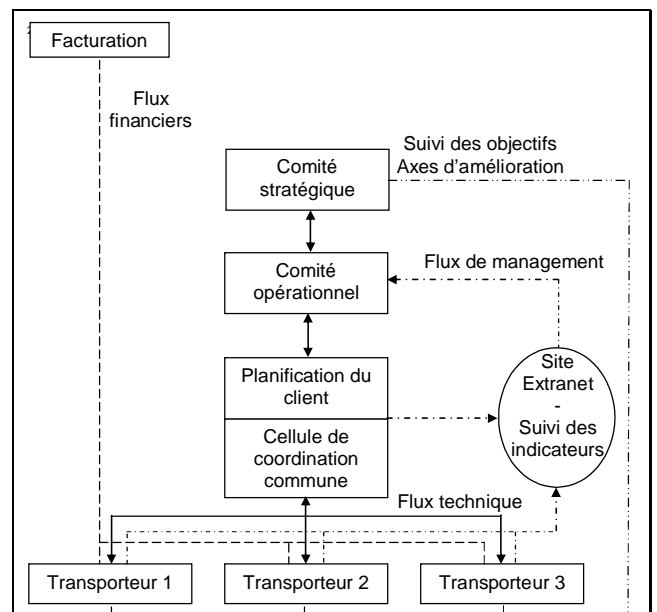 Facturation
Flux
financiers
Suivi des objectifs
Axes d'amélioration
Comité
stratégique
Comité
opérationnel
Flux de management
Planification du
client
Site
Extranet
-
Suivi des
indicateurs
Cellule de
coordination
commune
Flux technique
Transporteur 1
Transporteur 2
Transporteur 3